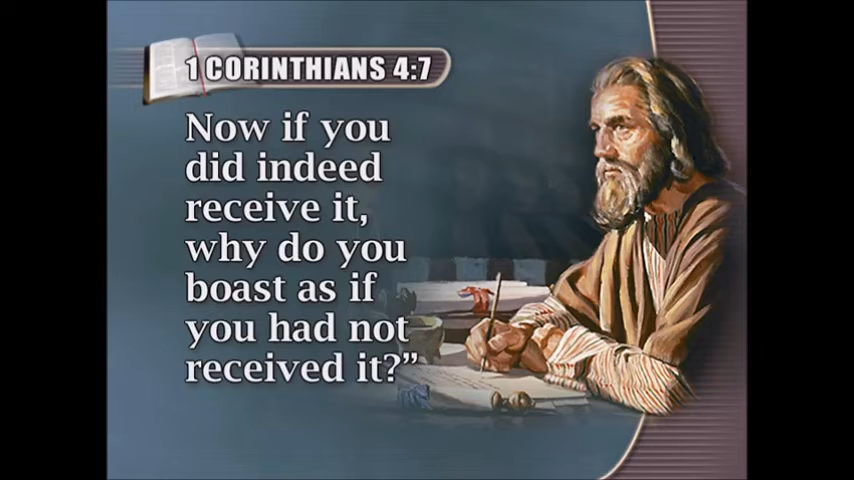 1 CORINTHIANS 4:7
Now if you
did indeed
receive it,
why do you
boast as if
you had not
received it?”